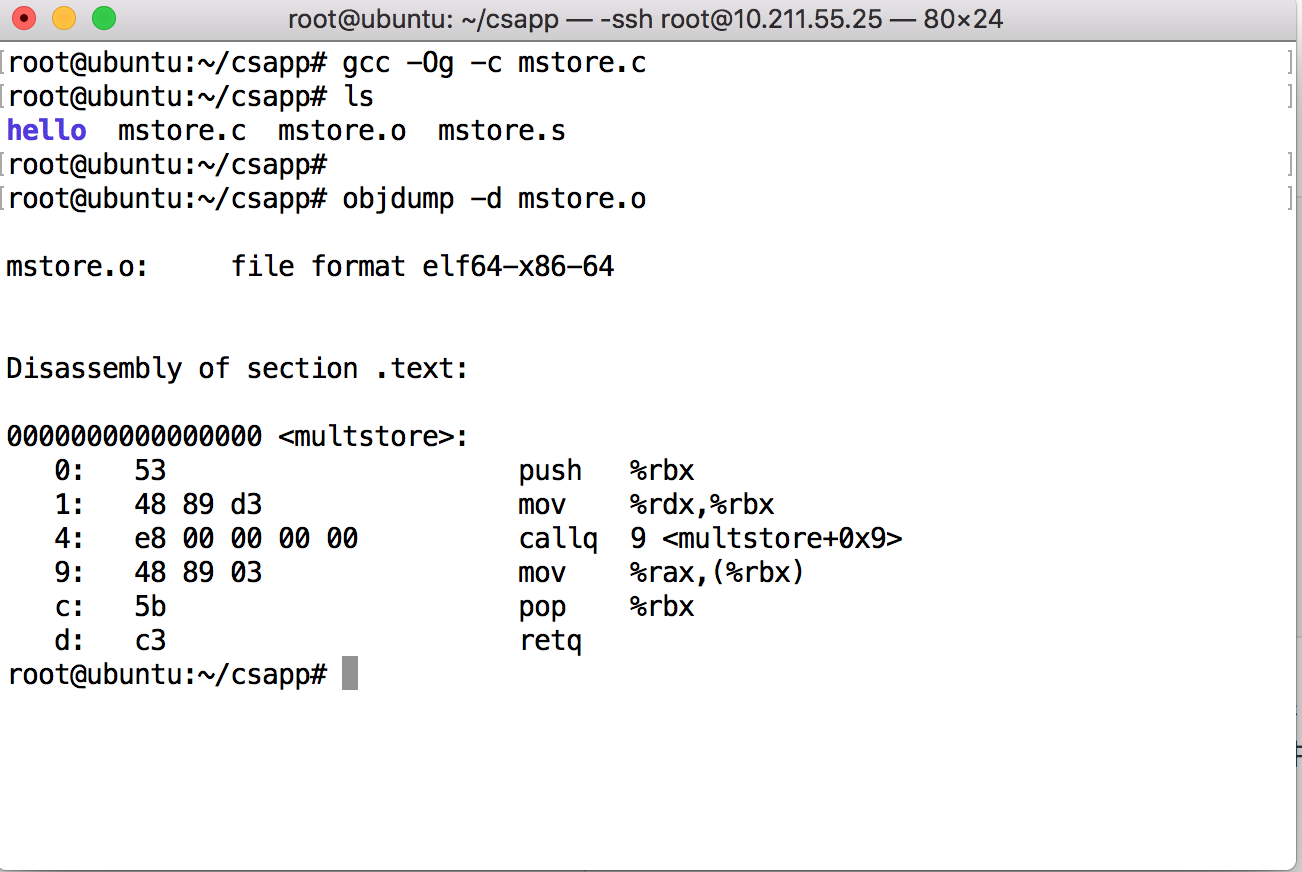 root@ubuntu: ~/csapp — -ssh root@10.211.55.25 — 80×24
[root@ubuntu:~/csapp# gcc -Og -c mstore.c ]
[root@ubuntu:~/csapp# ls ]
hello  mstore.c  mstore.o  mstore.s
[root@ubuntu:~/csapp# ]
[root@ubuntu:~/csapp# objdump -d mstore.o ]
mstore.o:     file format elf64-x86-64
Disassembly of section .text:
0000000000000000 <multstore>:
   0:   53                      push   %rbx
   1:   48 89 d3                mov    %rdx,%rbx
   4:   e8 00 00 00 00          callq  9 <multstore+0x9>
   9:   48 89 03                mov    %rax,(%rbx)
   c:   5b                      pop    %rbx
   d:   c3                      retq
root@ubuntu:~/csapp#